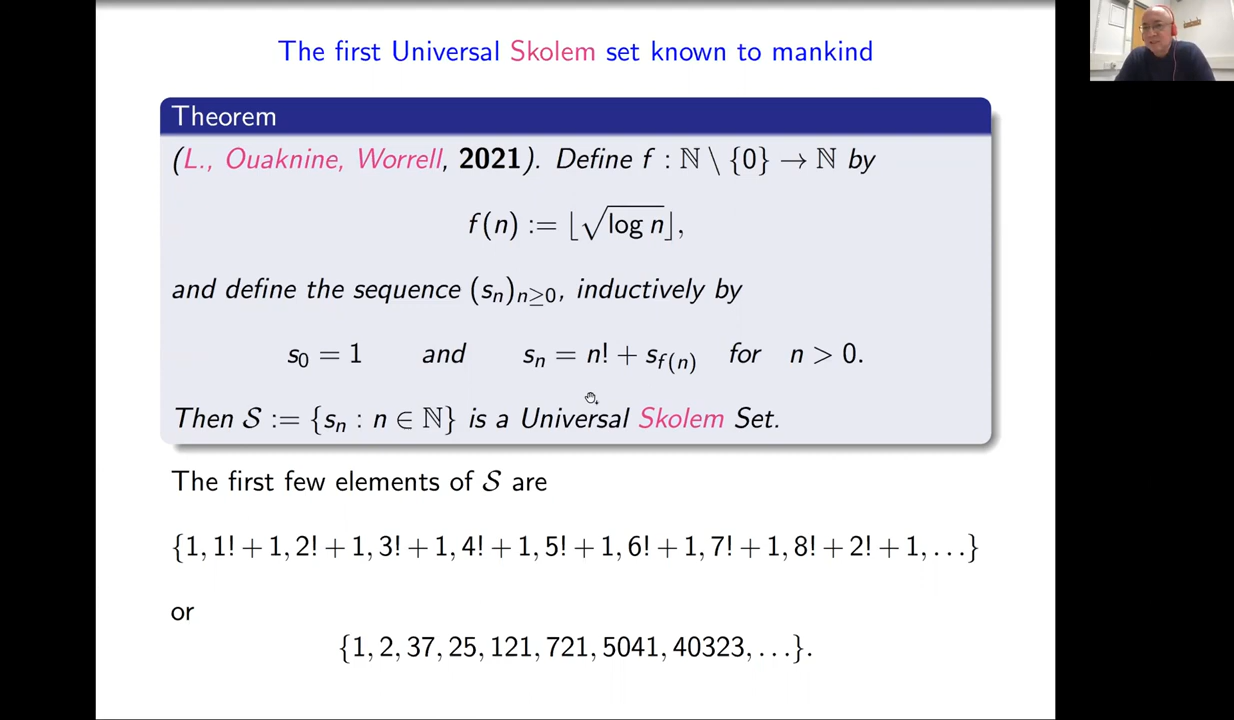 The first Universal Skolem set known to mankind
Theorem
(L., Ouaknine, Worrell, 2021). Define f : ℕ \ {0} → ℕ by
f(n) := ⌊√log n⌋,
and define the sequence (sₙ)ₙ≥₀, inductively by
s₀ = 1 and sₙ = n! + s_f(n) for n > 0.
Then 𝒮 := {sₙ : n ∈ ℕ} is a Universal Skolem Set.
The first few elements of 𝒮 are
{1, 1! + 1, 2! + 1, 3! + 1, 4! + 1, 5! + 1, 6! + 1, 7! + 1, 8! + 2! + 1, . . .}
or
{1, 2, 37, 25, 121, 721, 5041, 40323, . . .}.